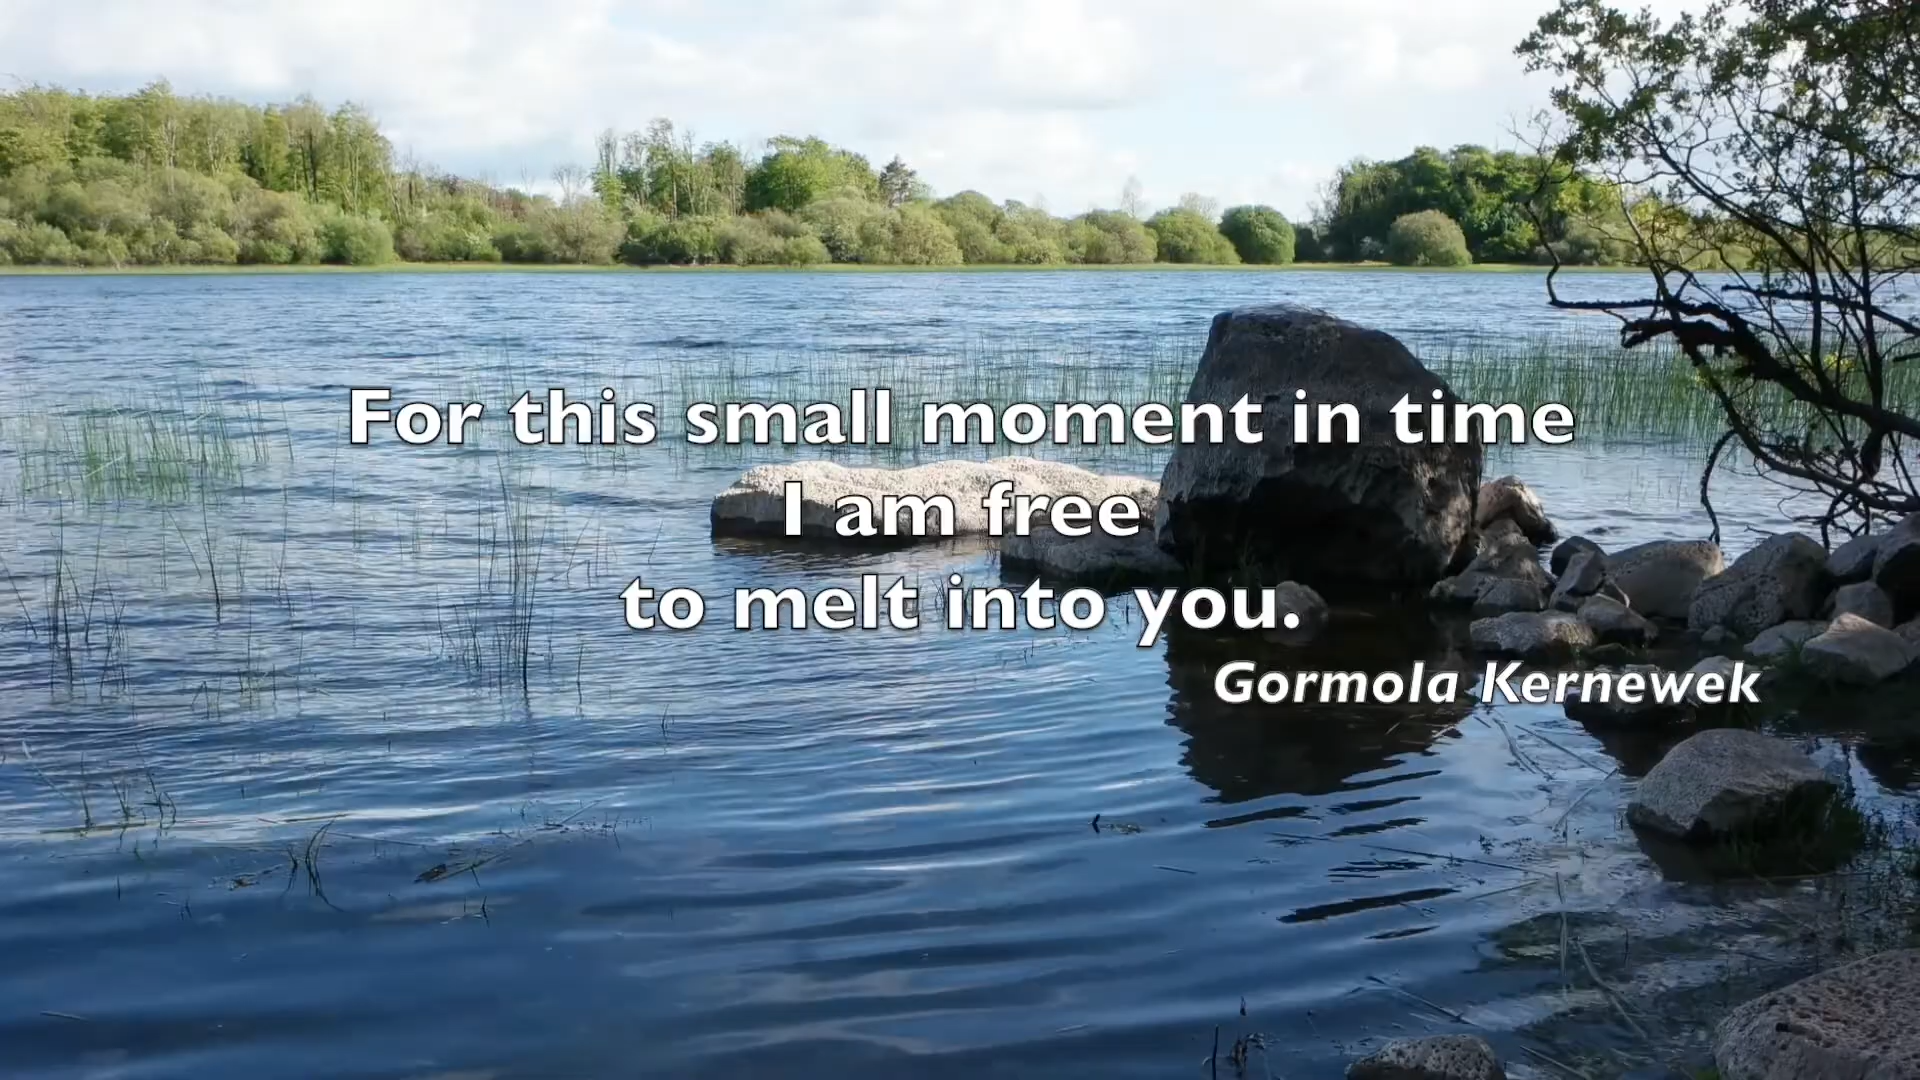 For this small moment in time
I am free
to melt into you.
Gormola Kernewek